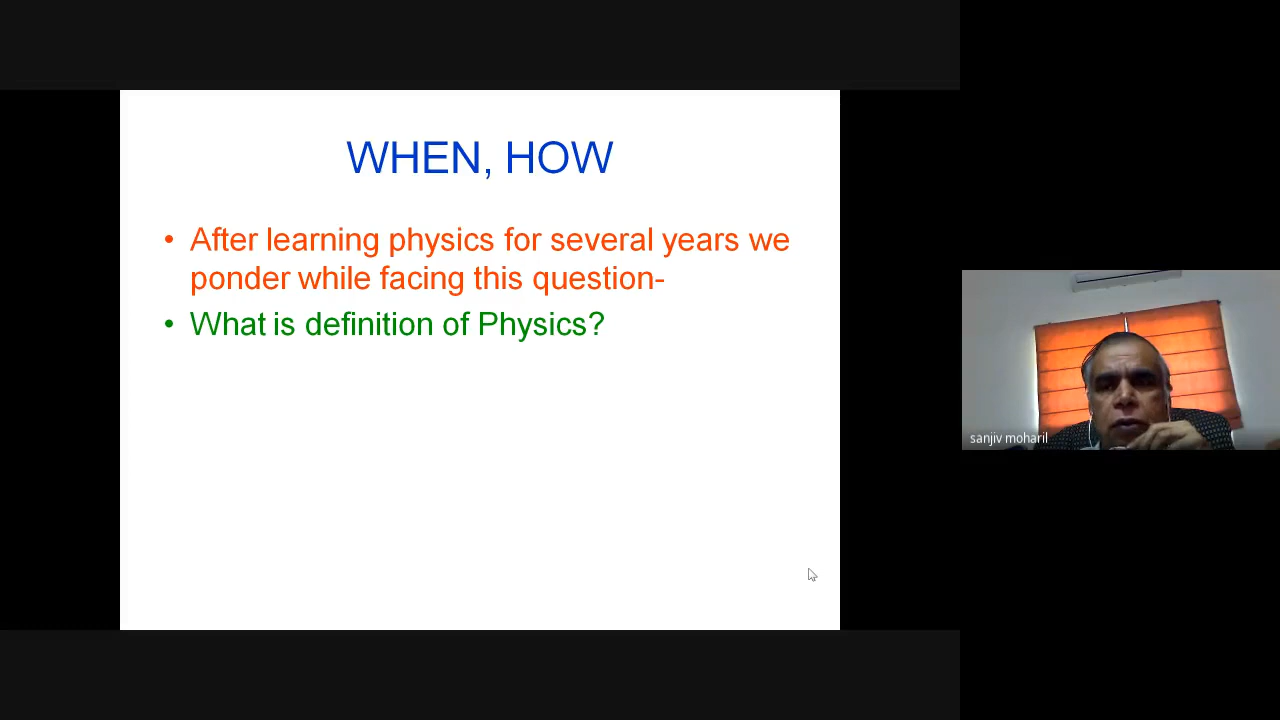 WHEN, HOW
• After learning physics for several years we
ponder while facing this question-
• What is definition of Physics?
sanjiv moharil